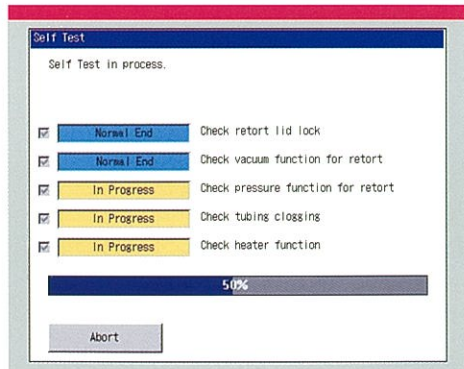 Self Test
Self Test in process.
Normal End Check retort lid lock
Normal End Check vacuum function for retort
In Progress Check pressure function for retort
In Progress Check tubing clogging
In Progress Check heater function
50%
Abort